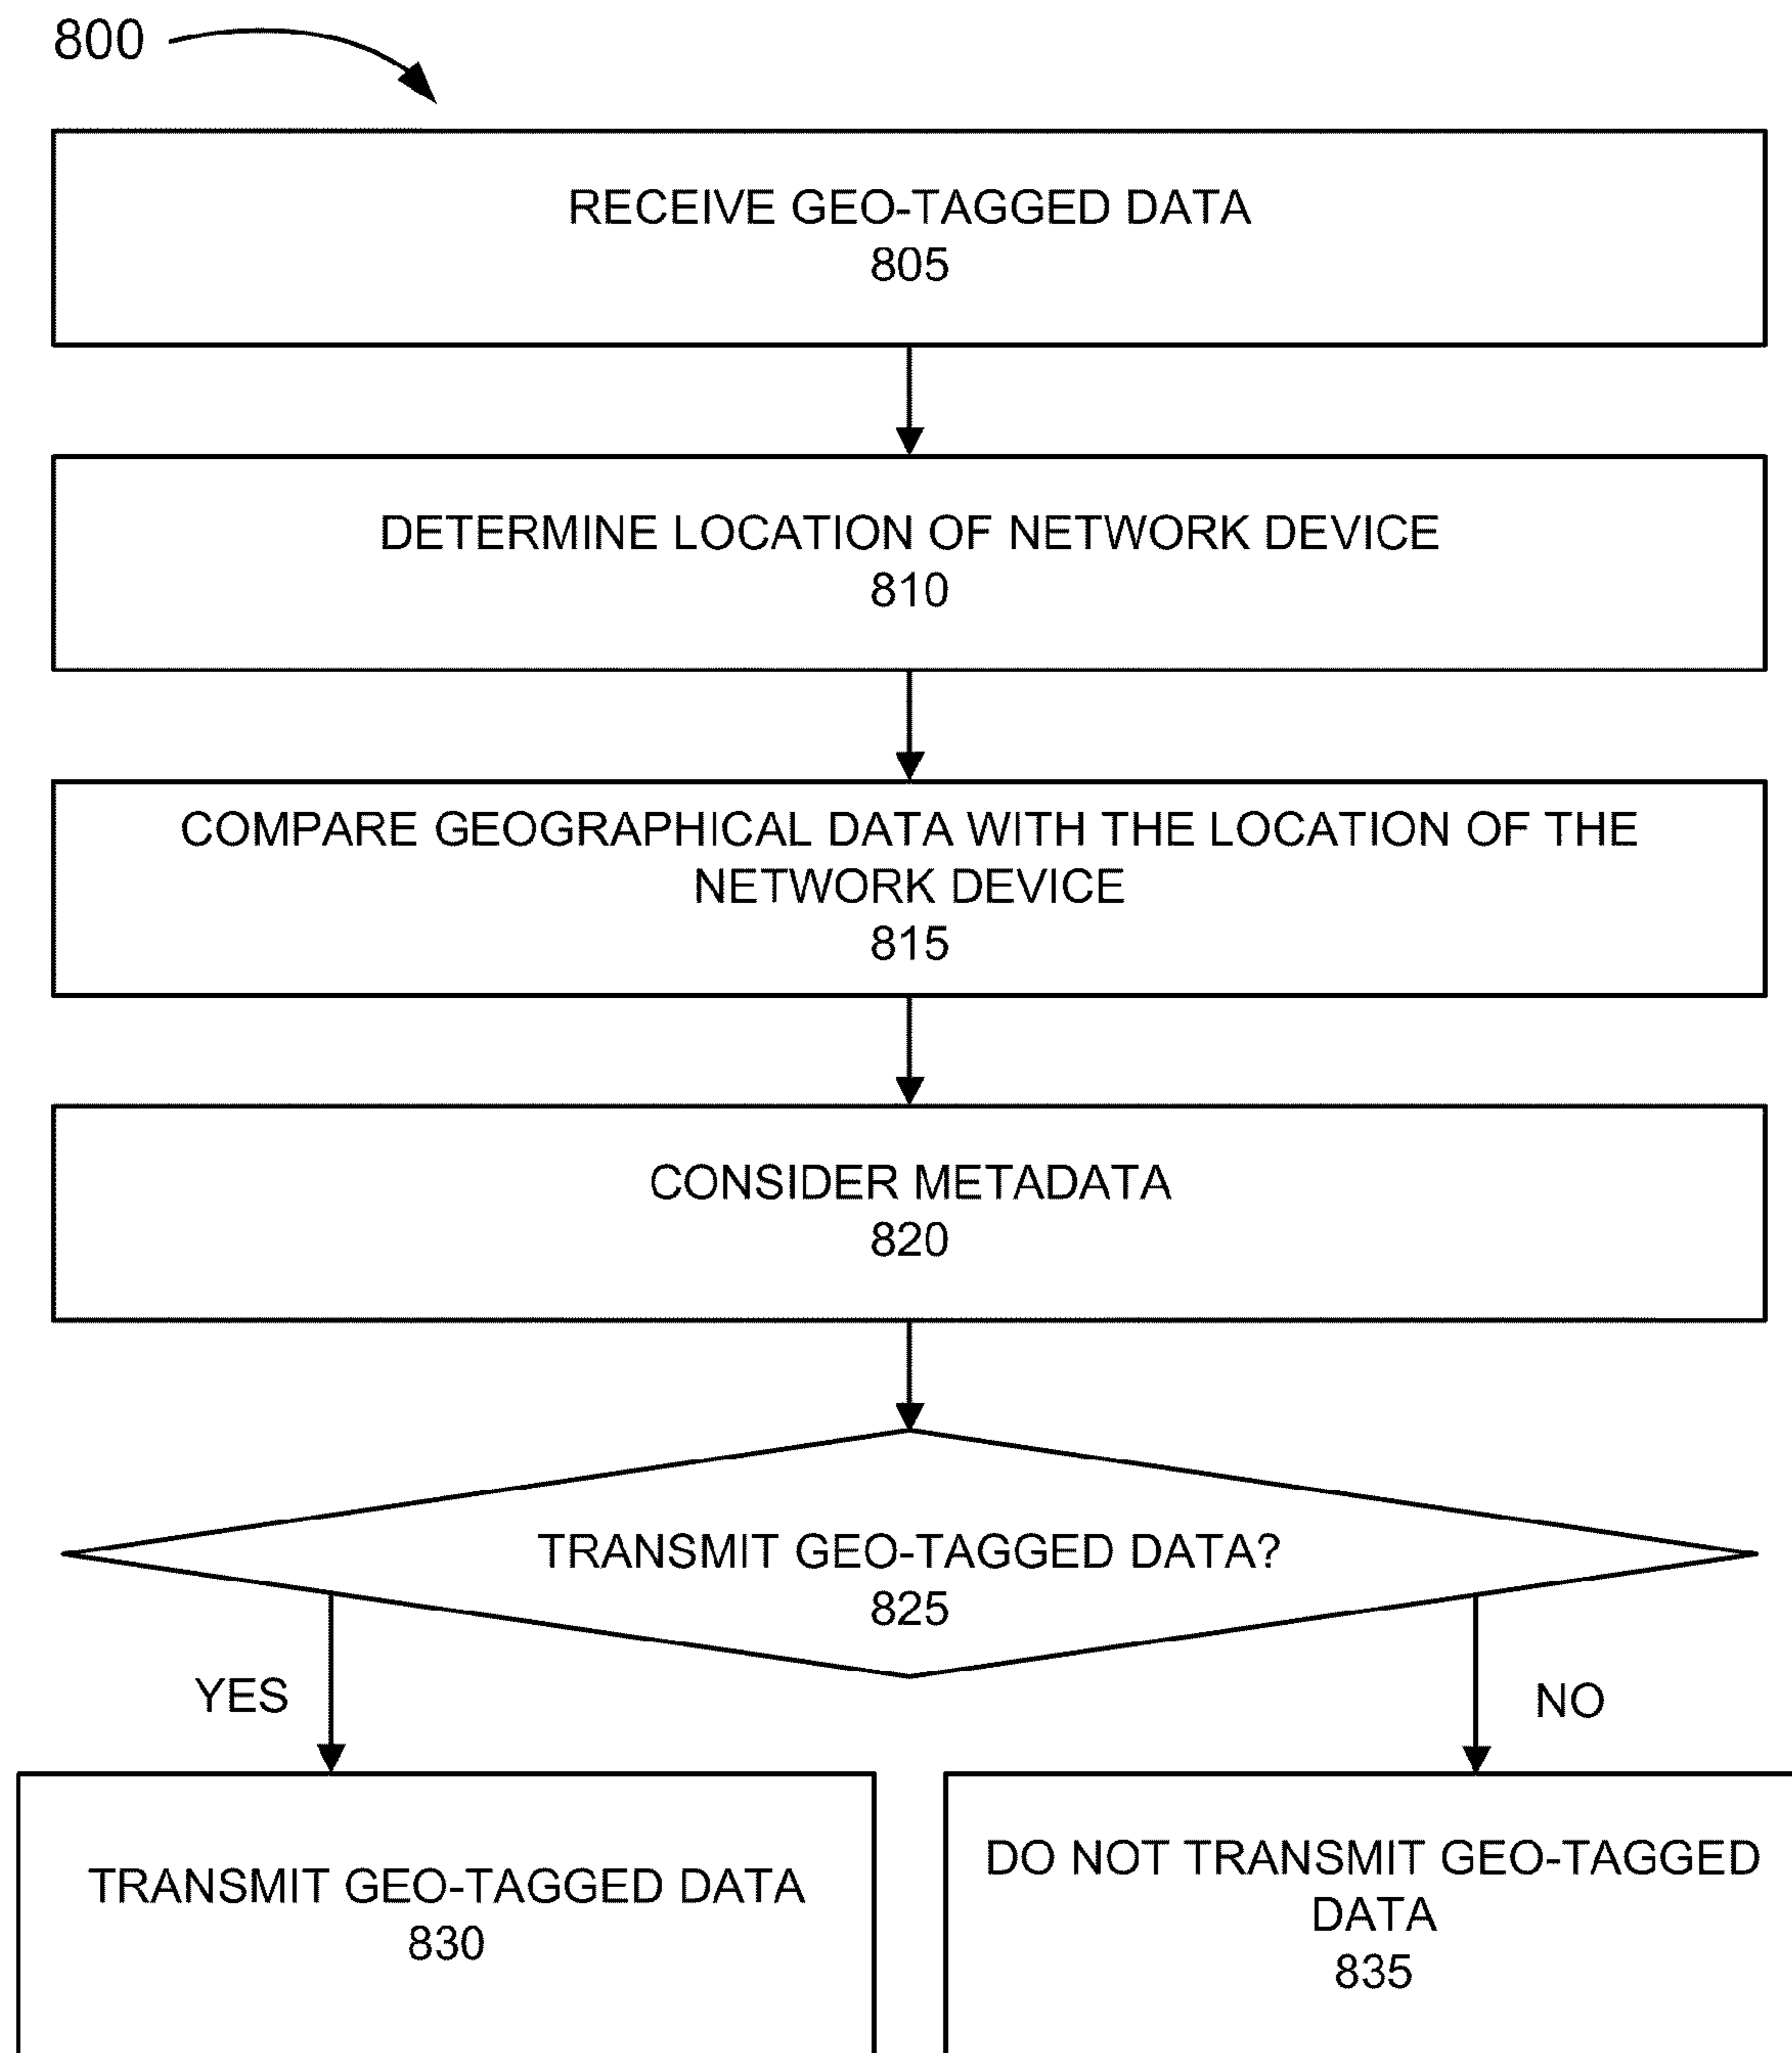 800
RECEIVE GEO-TAGGED DATA
805
DETERMINE LOCATION OF NETWORK DEVICE
810
COMPARE GEOGRAPHICAL DATA WITH THE LOCATION OF THE
NETWORK DEVICE
815
CONSIDER METADATA
820
TRANSMIT GEO-TAGGED DATA?
825
YES
NO
TRANSMIT GEO-TAGGED DATA
830
DO NOT TRANSMIT GEO-TAGGED
DATA
835